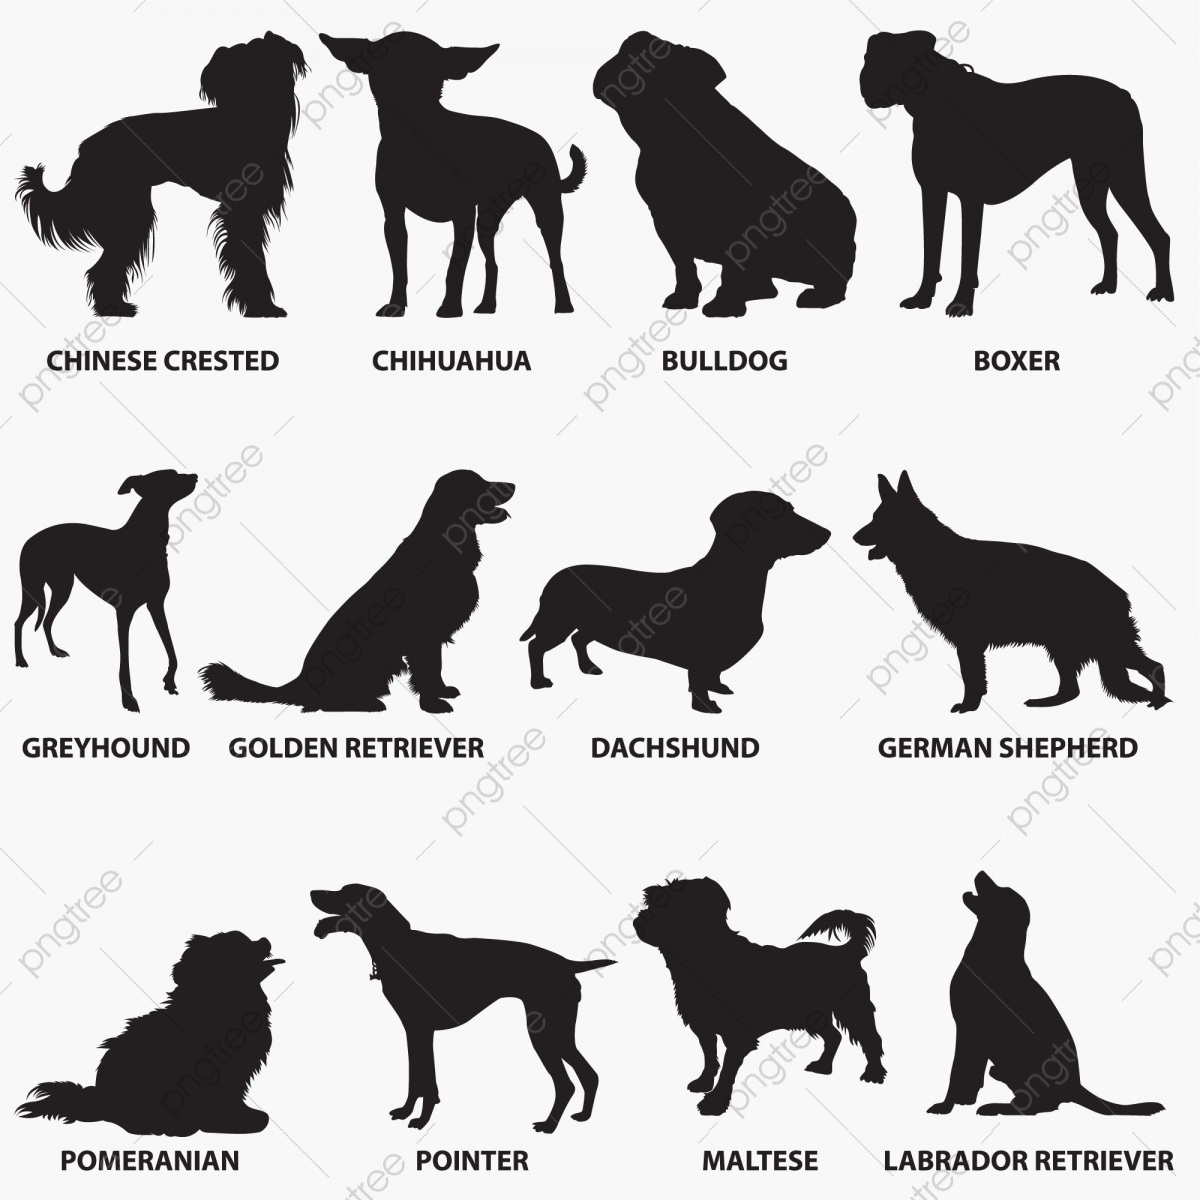 CHINESE CRESTED
CHIHUAHUA
BULLDOG
BOXER
GREYHOUND
GOLDEN RETRIEVER
DACHSHUND
GERMAN SHEPHERD
POMERANIAN
POINTER
MALTESE
LABRADOR RETRIEVER
pngtree